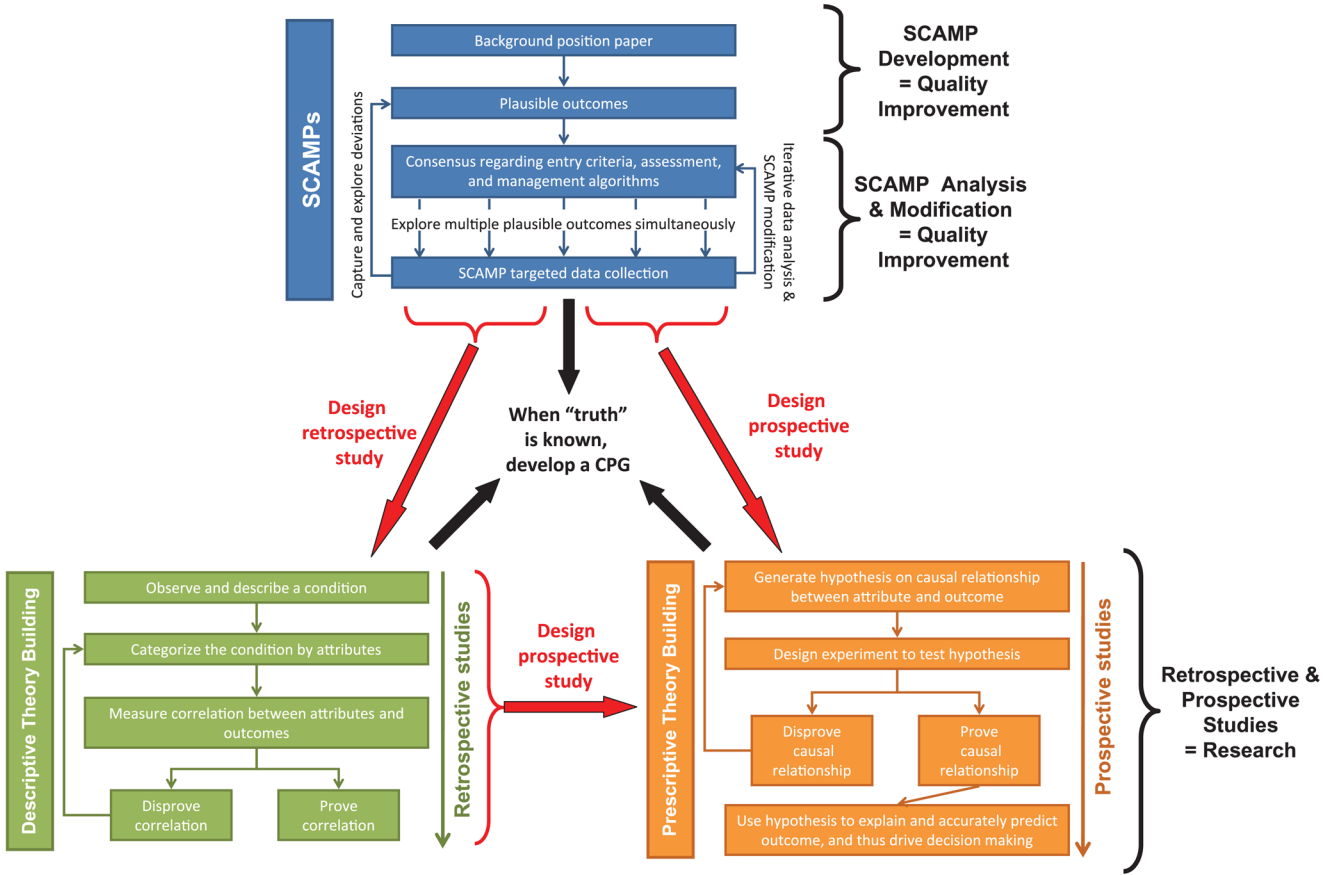 SCAMPs
Background position paper
Plausible outcomes
Consensus regarding entry criteria, assessment,
and management algorithms
Explore multiple plausible outcomes simultaneously
SCAMP targeted data collection
Capture and explore deviations
Iterative data analysis &
SCAMP modification
SCAMP
Development
= Quality
Improvement
SCAMP Analysis
& Modification
= Quality
Improvement
Design
retrospective
study
When “truth”
is known,
develop a CPG
Design
prospective
study
Descriptive Theory Building
Observe and describe a condition
Categorize the condition by attributes
Measure correlation between attributes and
outcomes
Disprove
correlation
Prove
correlation
Retrospective studies
Design
prospective
study
Prescriptive Theory Building
Generate hypothesis on causal relationship
between attribute and outcome
Design experiment to test hypothesis
Disprove
causal
relationship
Prove
causal
relationship
Use hypothesis to explain and accurately predict
outcome, and thus drive decision making
Prospective studies
Retrospective &
Prospective
Studies
= Research